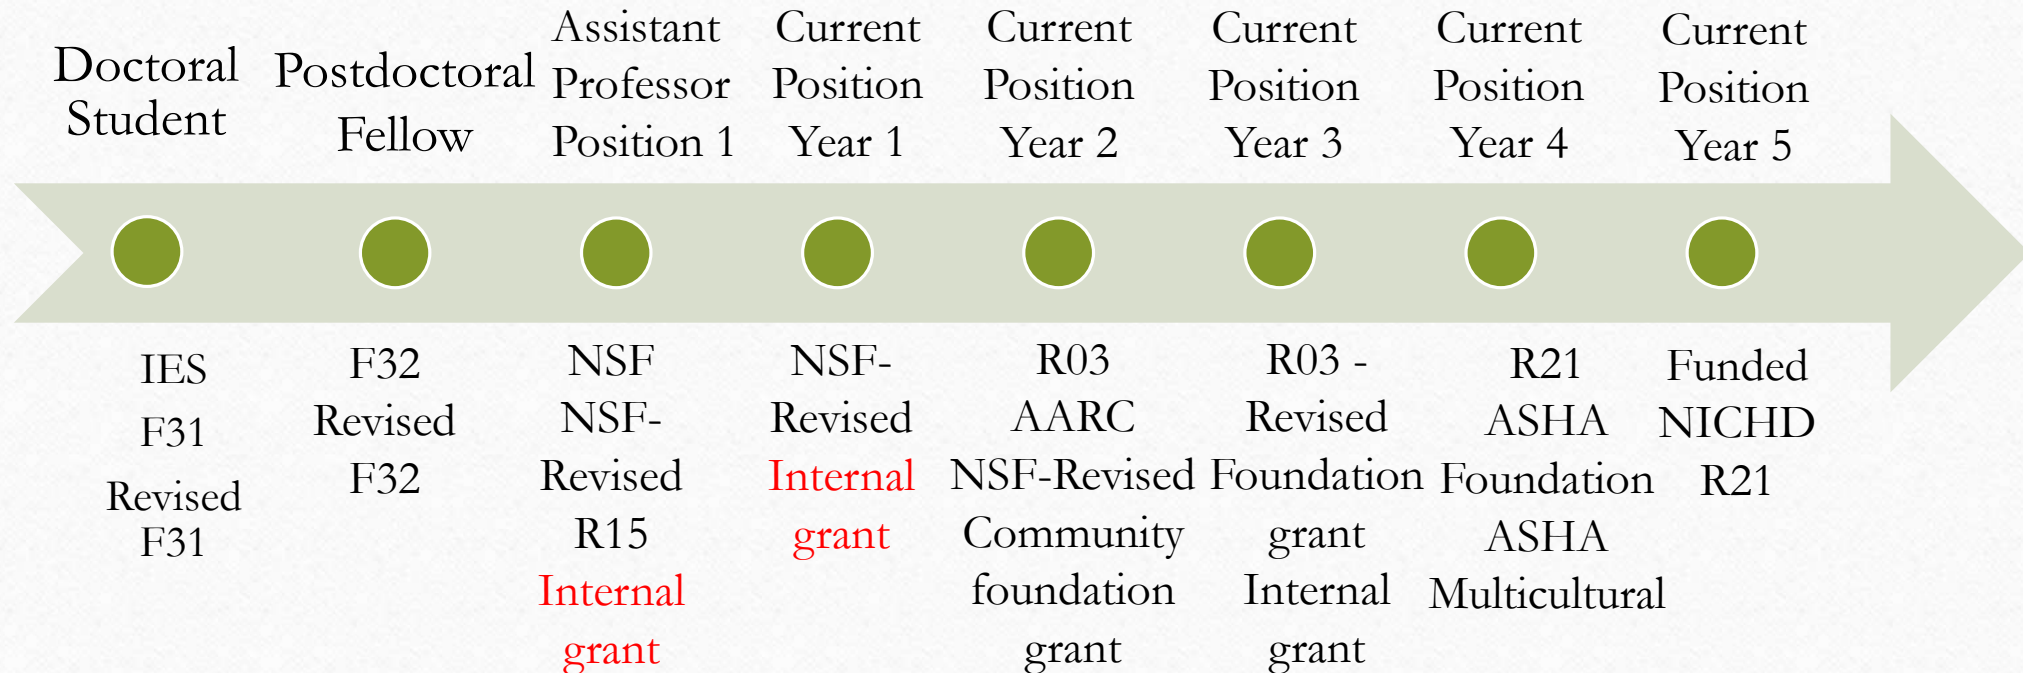 Doctoral
Student
Postdoctoral
Fellow
Assistant
Professor
Position 1
Current
Position
Year 1
Current
Position
Year 2
Current
Position
Year 3
Current
Position
Year 4
Current
Position
Year 5
IES
F31
Revised
F31
F32
Revised
F32
NSF
NSF-
Revised
R15
Internal
grant
NSF-
Revised
Internal
grant
R03
AARC
NSF-Revised
Community
foundation
grant
R03 -
Revised
Foundation
grant
Internal
grant
R21
ASHA
Foundation
ASHA
Multicultural
Funded
NICHD
R21